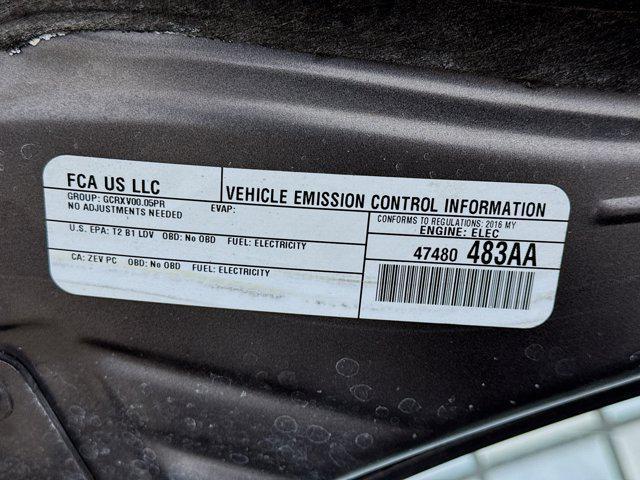 FCA US LLC
GROUP: GCRXV00.05PR
NO ADJUSTMENTS NEEDED
EVAP:
VEHICLE EMISSION CONTROL INFORMATION
U.S. EPA: T2 B1 LDV OBD: No OBD FUEL: ELECTRICITY
CA: ZEV PC OBD: No OBD FUEL: ELECTRICITY
CONFORMS TO REGULATIONS: 2016 MY
ENGINE: ELEC
47480 483AA